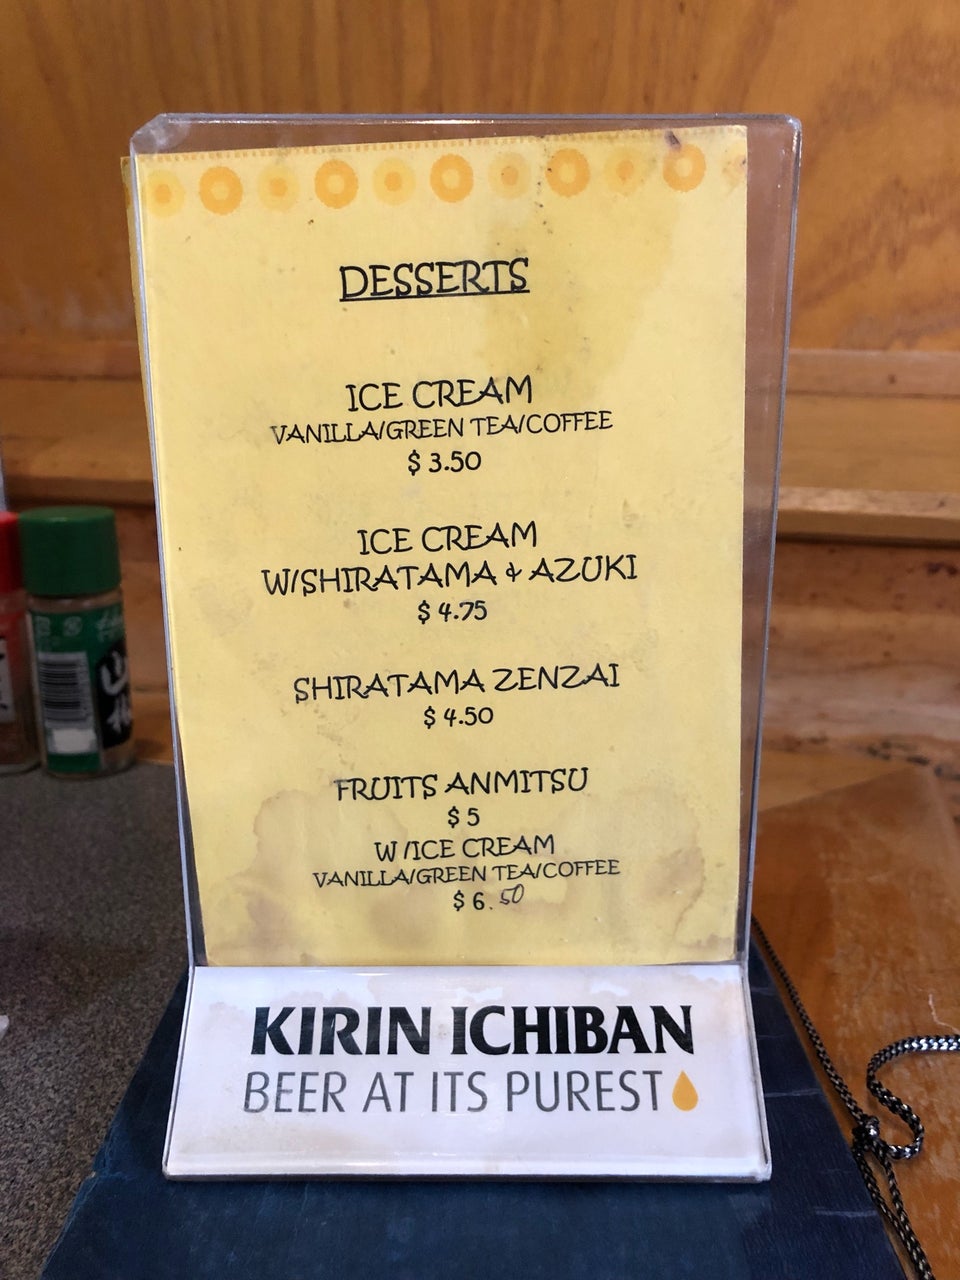 DESSERTS
ICE CREAM
VANILLA/GREEN TEA/COFFEE
$ 3.50
ICE CREAM
W/SHIRATAMA & AZUKI
$ 4.75
SHIRATAMA ZENZAI
$ 4.50
FRUITS ANMITSU
$ 5
W/ICE CREAM
VANILLA/GREEN TEA/COFFEE
$ 6.50
KIRIN ICHIBAN
BEER AT ITS PUREST